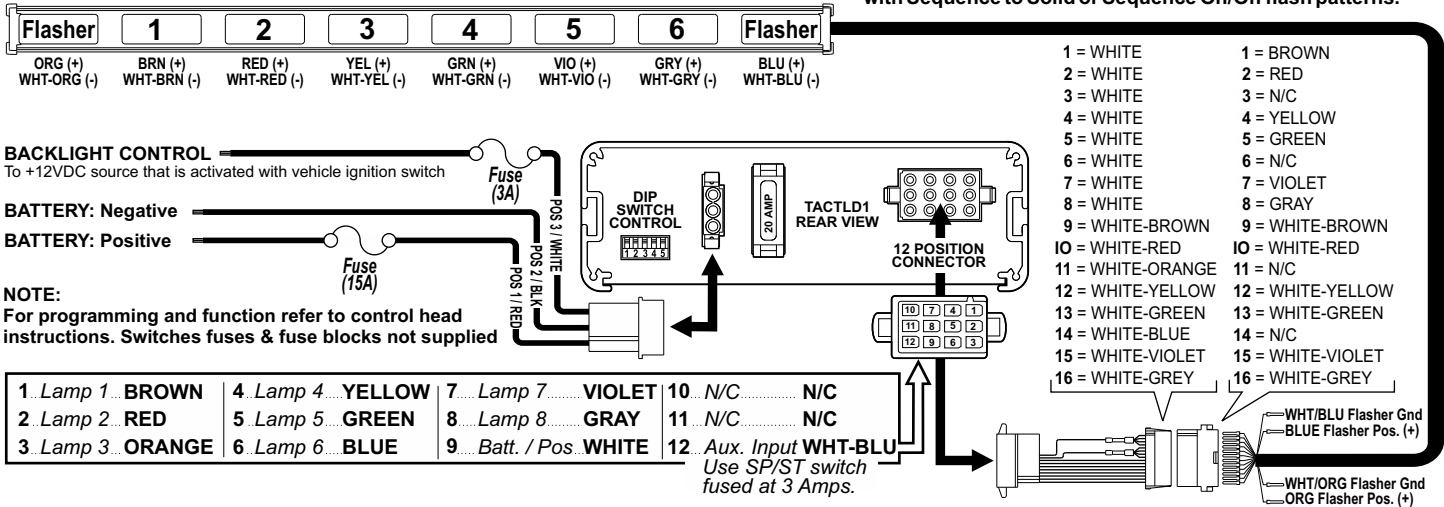 with Sequence to Solid or Sequence On/Off flash patterns.
Flasher 1 2 3 4 5 6 Flasher
ORG (+) BRN (+) RED (+) YEL (+) GRN (+) VIO (+) GRY (+) BLU (+)
WHT-ORG (-) WHT-BRN (-) WHT-RED (-) WHT-YEL (-) WHT-GRN (-) WHT-VIO (-) WHT-GRY (-) WHT-BLU (-)
BACKLIGHT CONTROL
To +12VDC source that is activated with vehicle ignition switch
Fuse
(3A)
BATTERY: Negative
BATTERY: Positive
Fuse
(15A)
POS 3 / WHITE
POS 2 / BLK
POS 1 / RED
NOTE:
For programming and function refer to control head
instructions. Switches fuses & fuse blocks not supplied
DIP
SWITCH
CONTROL
1 2 3 4 5
20 AMP
TACTLD1
REAR VIEW
12 POSITION
CONNECTOR
10 7 4 1
11 8 5 2
12 9 6 3
1 = WHITE
2 = WHITE
3 = WHITE
4 = WHITE
5 = WHITE
6 = WHITE
7 = WHITE
8 = WHITE
9 = WHITE-BROWN
IO = WHITE-RED
11 = WHITE-ORANGE
12 = WHITE-YELLOW
13 = WHITE-GREEN
14 = WHITE-BLUE
15 = WHITE-VIOLET
16 = WHITE-GREY
1 = BROWN
2 = RED
3 = N/C
4 = YELLOW
5 = GREEN
6 = N/C
7 = VIOLET
8 = GRAY
9 = WHITE-BROWN
IO = WHITE-RED
11 = N/C
12 = WHITE-YELLOW
13 = WHITE-GREEN
14 = N/C
15 = WHITE-VIOLET
16 = WHITE-GREY
1...Lamp 1...BROWN 4...Lamp 4....YELLOW 7....Lamp 7.......VIOLET 10....N/C.............. N/C
2...Lamp 2...RED 5...Lamp 5....GREEN 8.....Lamp 8.......GRAY 11....N/C.............. N/C
3...Lamp 3...ORANGE 6...Lamp 6....BLUE 9.....Batt. / Pos...WHITE 12....Aux. Input WHT-BLU
Use SP/ST switch
fused at 3 Amps.
WHT/BLU Flasher Gnd
BLUE Flasher Pos. (+)
WHT/ORG Flasher Gnd
ORG Flasher Pos. (+)